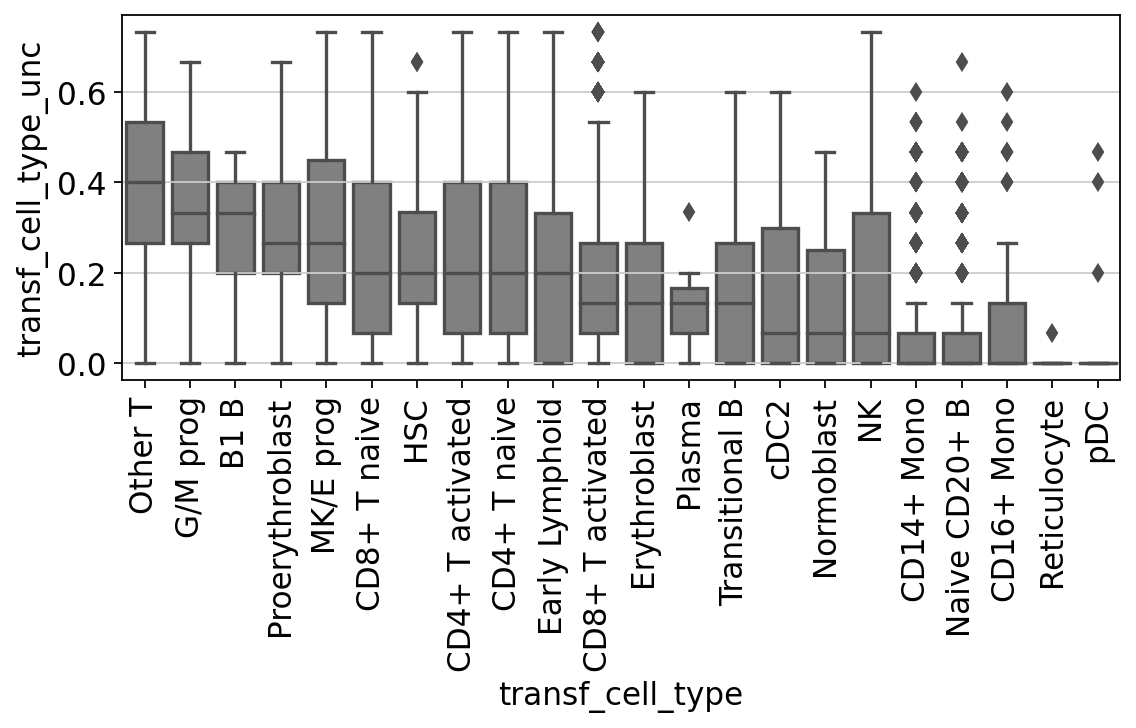 transf_cell_type_unc
0.6
0.4
0.2
0.0
Other T
G/M prog
B1 B
Proerythroblast
MK/E prog
CD8+ T naive
HSC
CD4+ T activated
CD4+ T naive
Early Lymphoid
CD8+ T activated
Erythroblast
Plasma
Transitional B
cDC2
Normoblast
NK
CD14+ Mono
Naive CD20+ B
CD16+ Mono
Reticulocyte
pDC
transf_cell_type